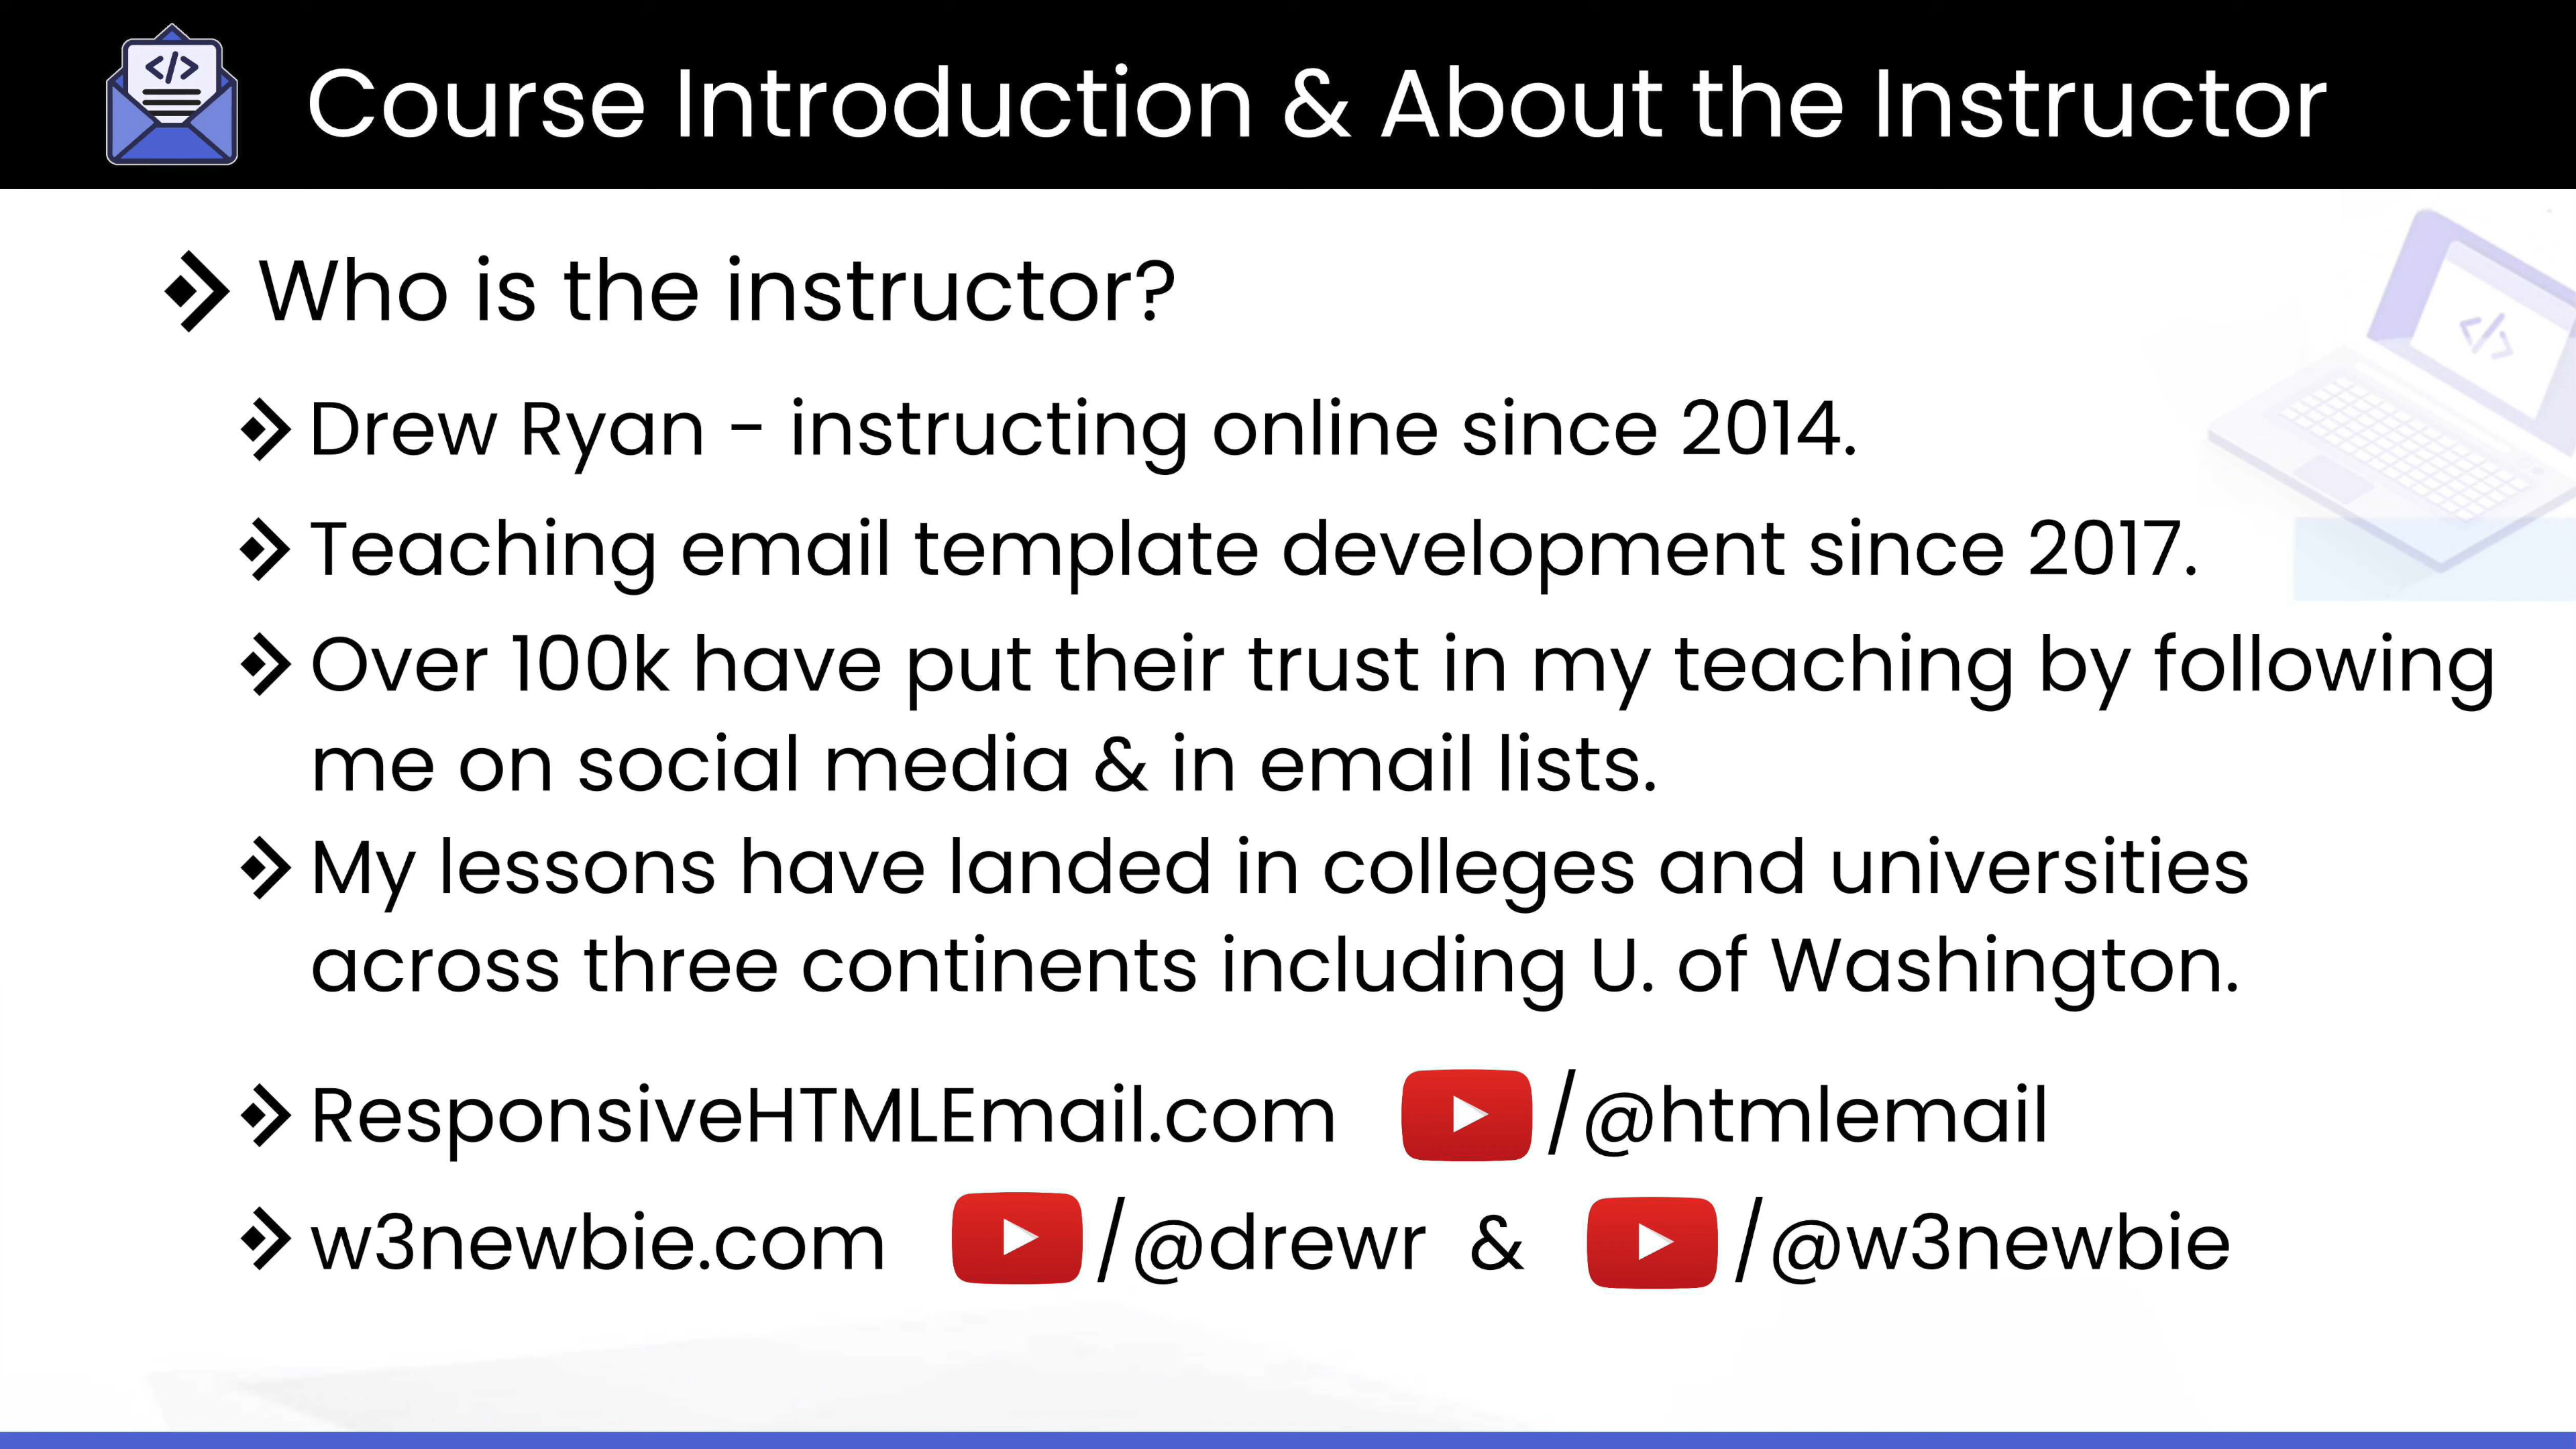 </>
Course Introduction & About the Instructor
Who is the instructor?
Drew Ryan - instructing online since 2014.
Teaching email template development since 2017.
Over 100k have put their trust in my teaching by following
me on social media & in email lists.
My lessons have landed in colleges and universities
across three continents including U. of Washington.
ResponsiveHTMLEmail.com /@htmlemail
w3newbie.com /@drewr & /@w3newbie
</>